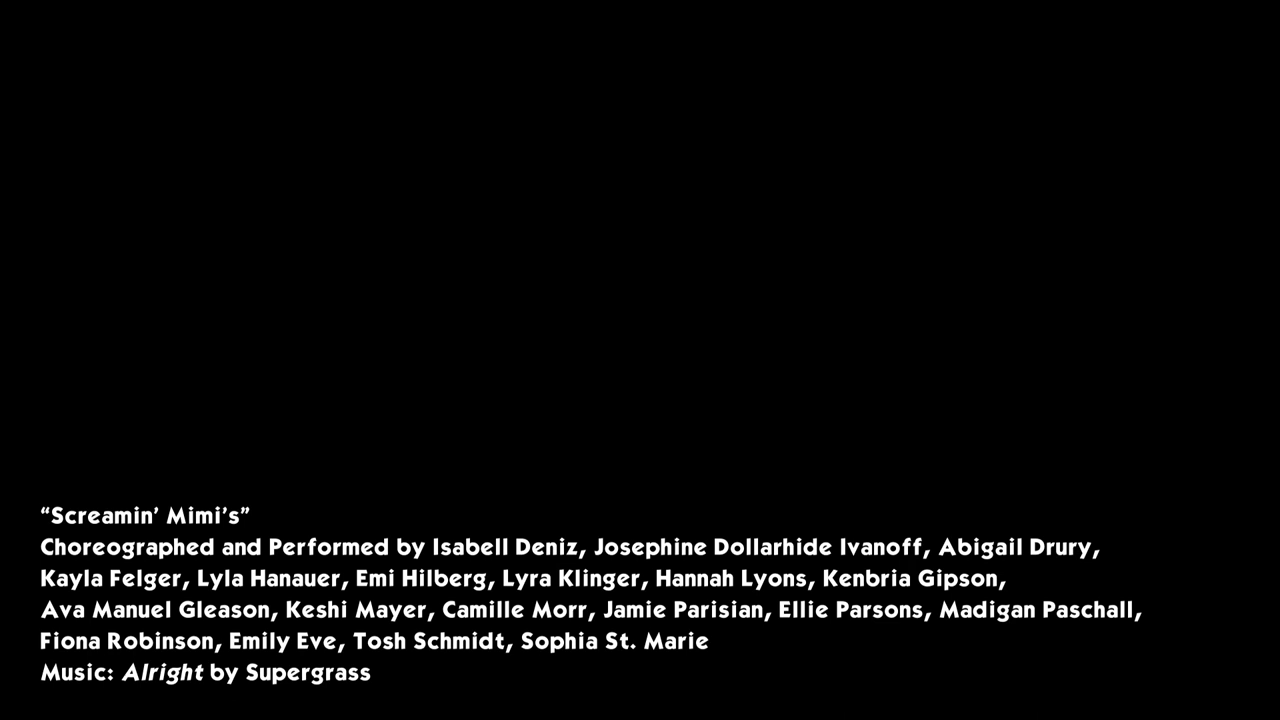 “Screamin’ Mimi’s”
Choreographed and Performed by Isabell Deniz, Josephine Dollarhide Ivanoff, Abigail Drury,
Kayla Felger, Lyla Hanauer, Emi Hilberg, Lyra Klinger, Hannah Lyons, Kenbria Gipson,
Ava Manuel Gleason, Keshi Mayer, Camille Morr, Jamie Parisian, Ellie Parsons, Madigan Paschall,
Fiona Robinson, Emily Eve, Tosh Schmidt, Sophia St. Marie
Music: Alright by Supergrass